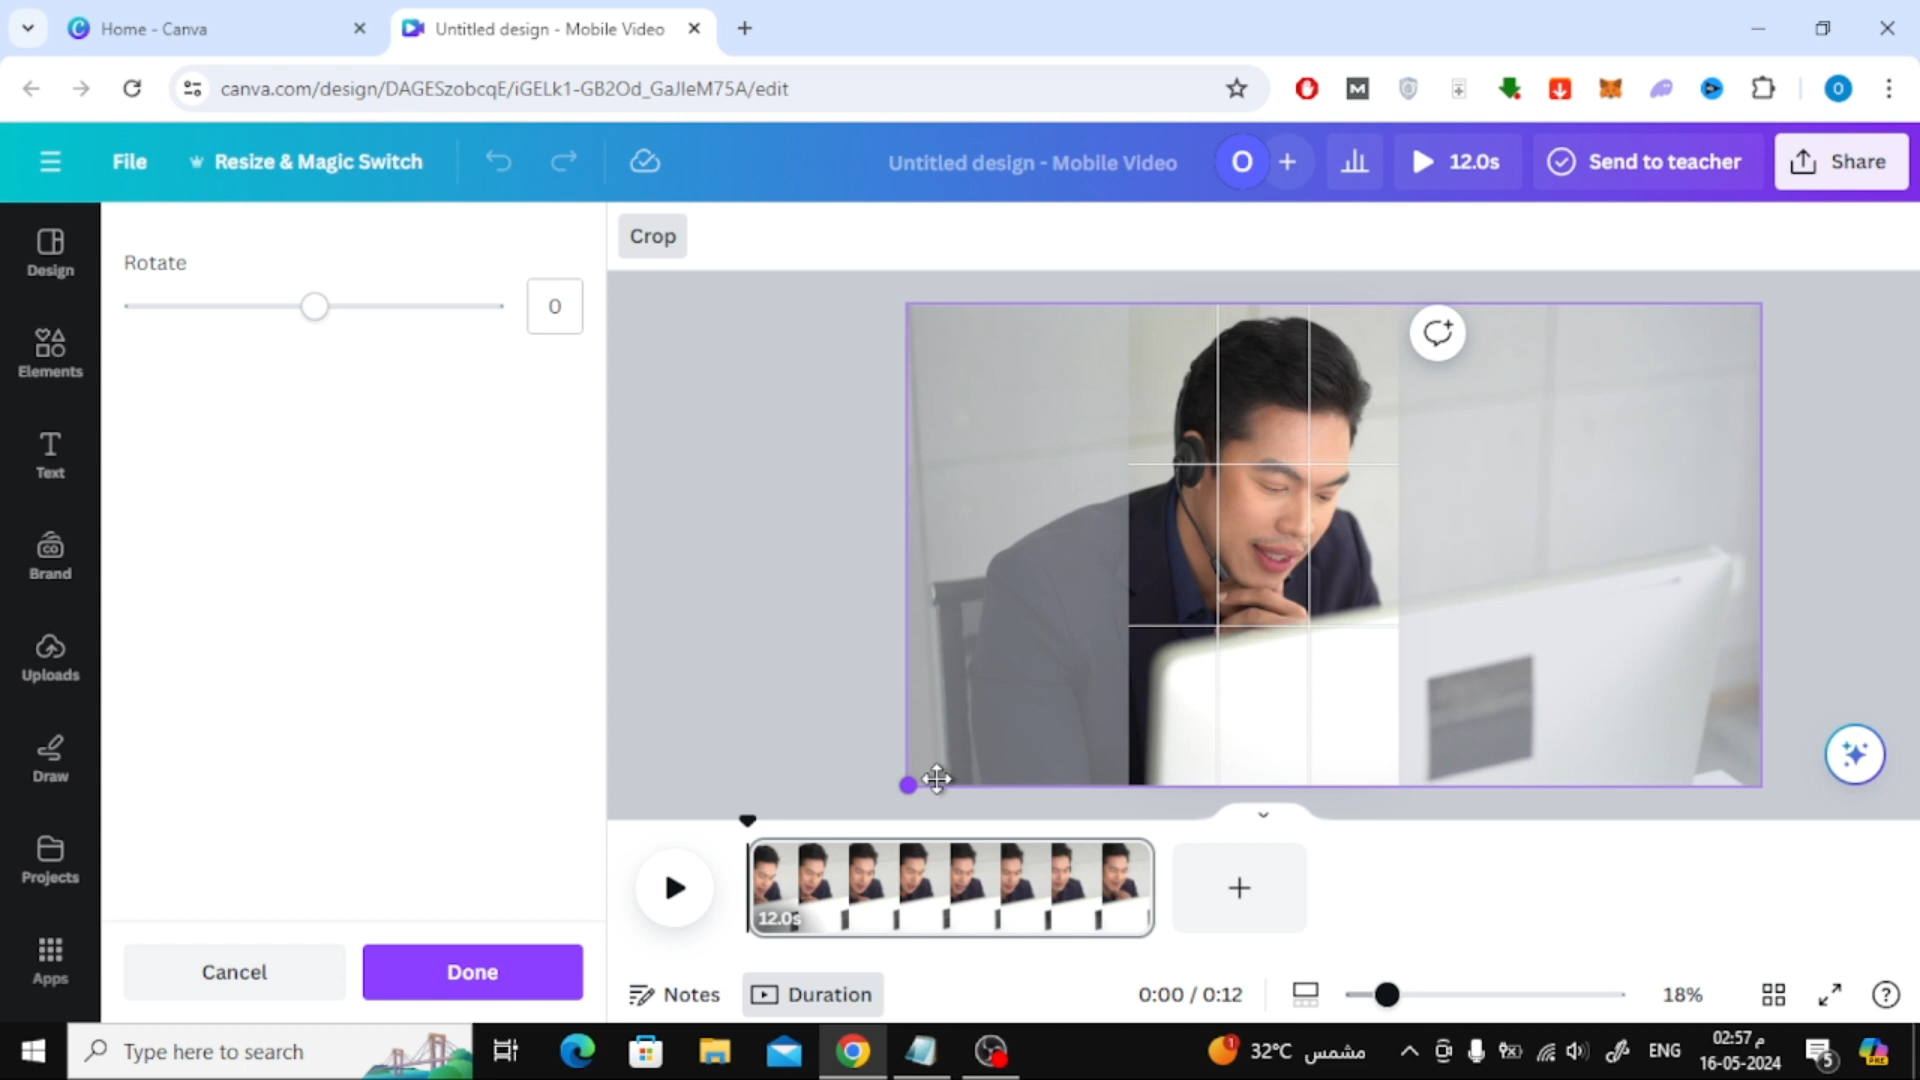 Home - Canva
Untitled design - Mobile Video
canva.com/design/DAGESzobcqE/iGELk1-GB2Od_GaJleM75A/edit
File
Resize & Magic Switch
Untitled design - Mobile Video
O
12.0s
Send to teacher
Share
Design
Elements
Text
Brand
Uploads
Draw
Projects
Apps
Rotate
0
Crop
12.0s
Cancel
Done
Notes
Duration
0:00 / 0:12
18%
Type here to search
32°C مشمس
ENG
02:57 م
16-05-2024
5